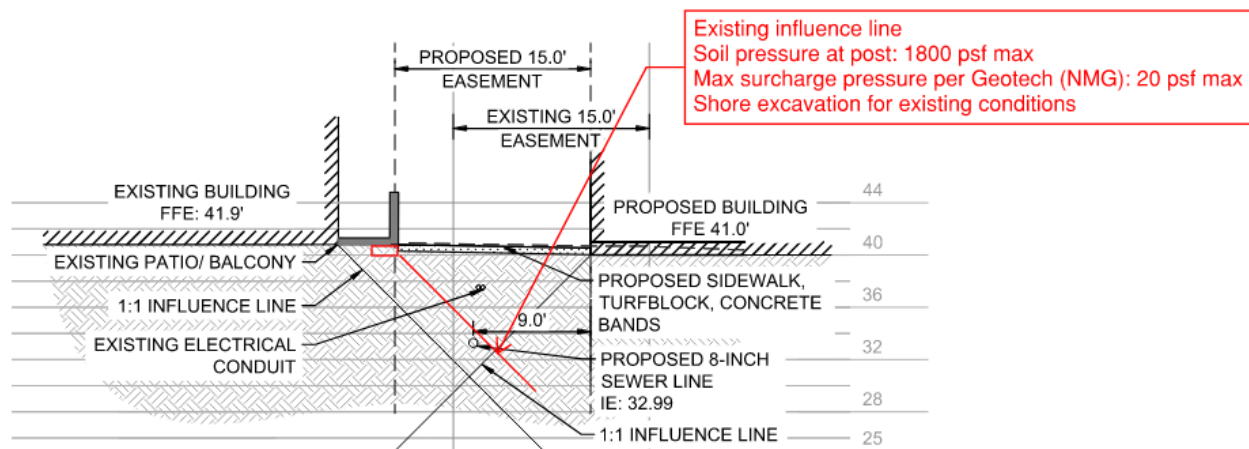 Existing influence line
Soil pressure at post: 1800 psf max
Max surcharge pressure per Geotech (NMG): 20 psf max
Shore excavation for existing conditions
PROPOSED 15.0'
EASEMENT
EXISTING 15.0'
EASEMENT
EXISTING BUILDING
FFE: 41.9'
PROPOSED BUILDING
FFE 41.0'
44
40
EXISTING PATIO/ BALCONY
1:1 INFLUENCE LINE
EXISTING ELECTRICAL
CONDUIT
PROPOSED SIDEWALK,
TURFBLOCK, CONCRETE
BANDS
36
9.0'
32
PROPOSED 8-INCH
SEWER LINE
IE: 32.99
28
1:1 INFLUENCE LINE
25